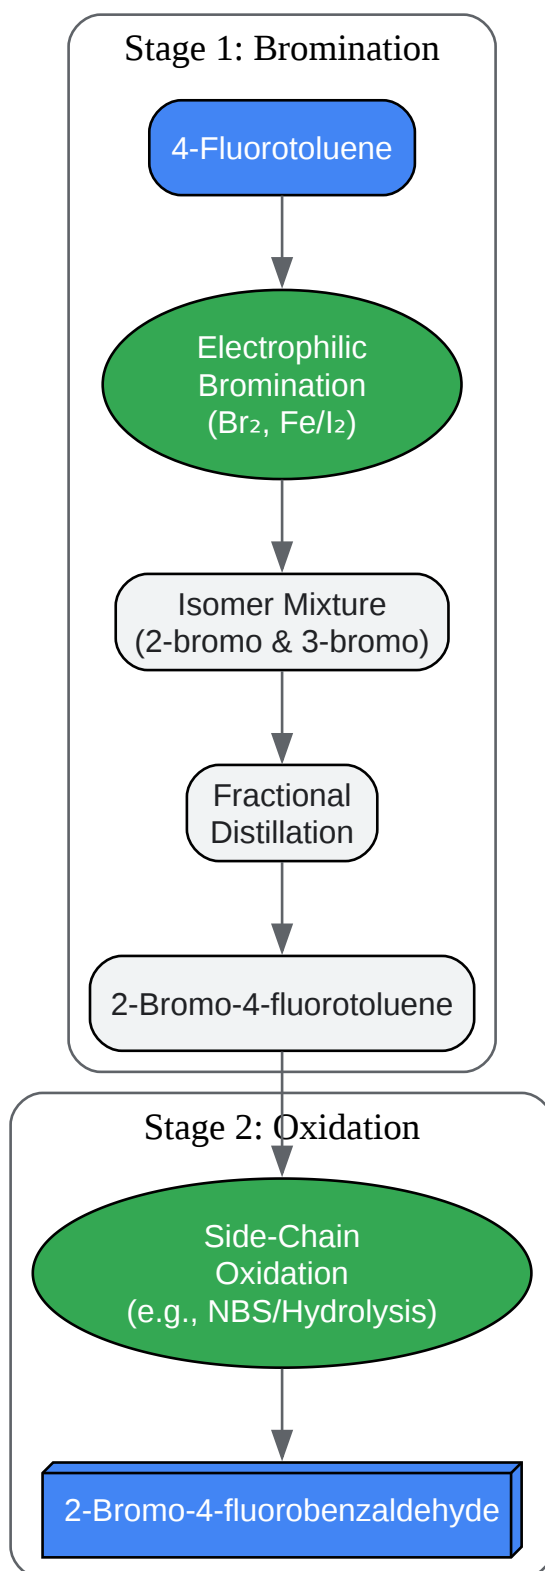 Stage 1: Bromination
4-Fluorotoluene
Electrophilic
Bromination
(Br₂, Fe/I₂)
Isomer Mixture
(2-bromo & 3-bromo)
Fractional
Distillation
2-Bromo-4-fluorotoluene
Stage 2: Oxidation
Side-Chain
Oxidation
(e.g., NBS/Hydrolysis)
2-Bromo-4-fluorobenzaldehyde